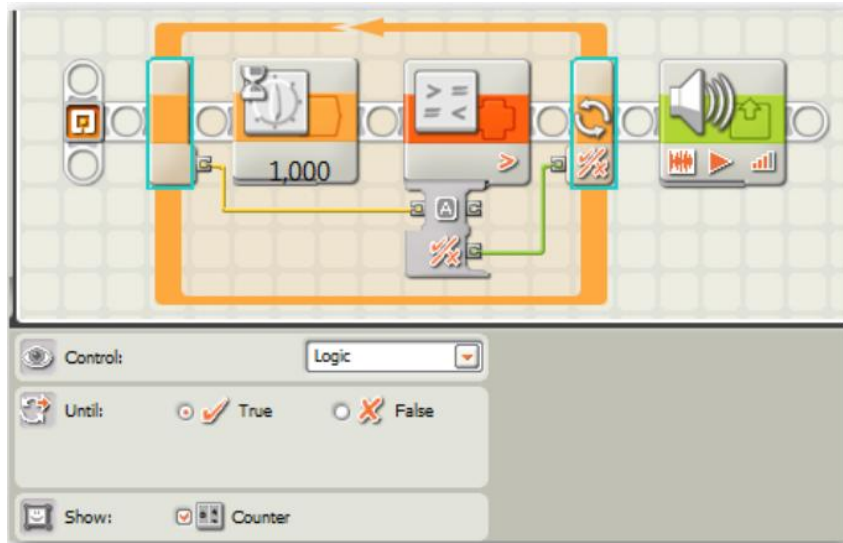 1,000
A
Control:
Logic
Until:
True
False
Show:
Counter